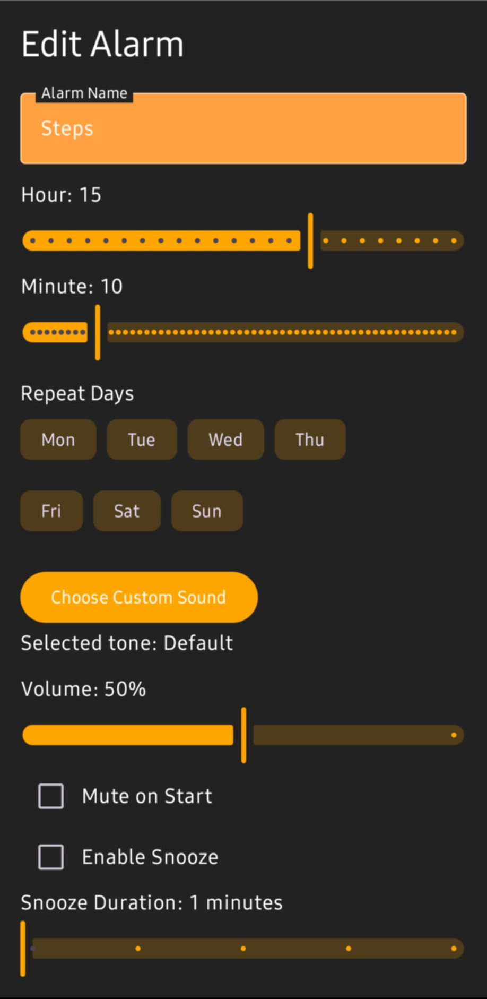 Edit Alarm
Alarm Name
Steps
Hour: 15
Minute: 10
Repeat Days
Mon Tue Wed Thu
Fri Sat Sun
Choose Custom Sound
Selected tone: Default
Volume: 50%
Mute on Start
Enable Snooze
Snooze Duration: 1 minutes